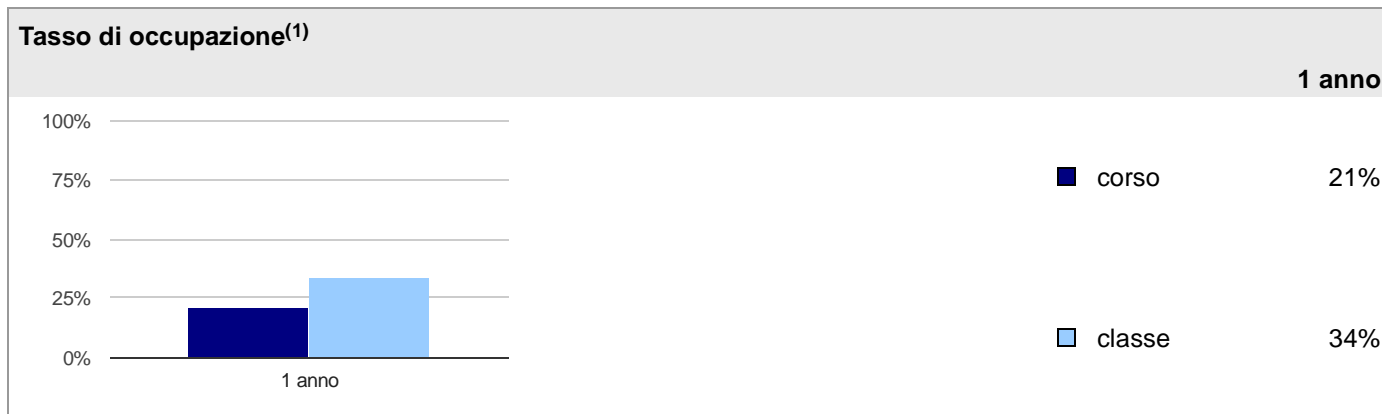 Tasso di occupazione(1)
1 anno
100%
75%
50%
25%
0%
1 anno
corso 21%
classe 34%